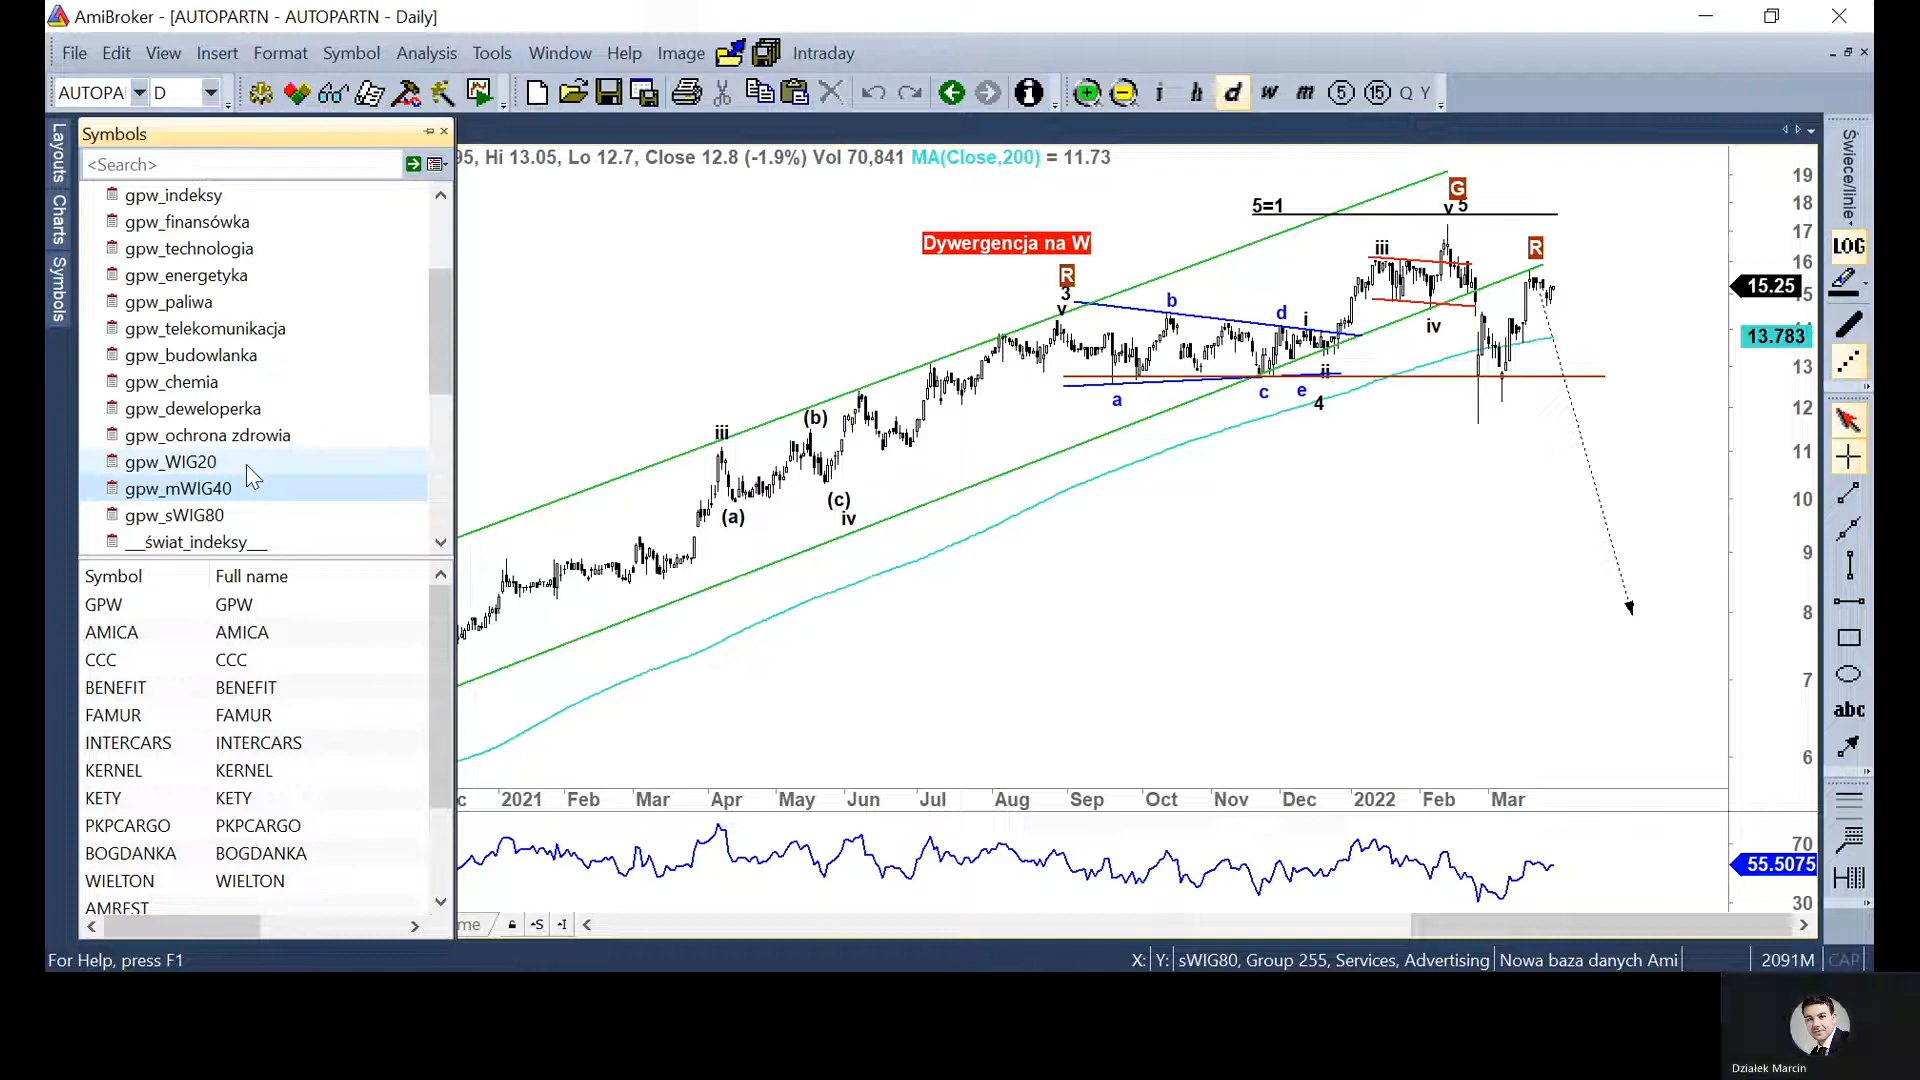 AmiBroker - [AUTOPARTN - AUTOPARTN - Daily]
File Edit View Insert Format Symbol Analysis Tools Window Help Image Intraday
AUTOPA D i h d w m 5 15 Q Y
Layouts
Charts
Symbols
Symbols
<Search>
gpw_indeksy
gpw_finansówka
gpw_technologia
gpw_energetyka
gpw_paliwa
gpw_telekomunikacja
gpw_budowlanka
gpw_chemia
gpw_deweloperka
gpw_ochrona zdrowia
gpw_WIG20
gpw_mWIG40
gpw_sWIG80
___świat_indeksy___
Symbol Full name
GPW GPW
AMICA AMICA
CCC CCC
BENEFIT BENEFIT
FAMUR FAMUR
INTERCARS INTERCARS
KERNEL KERNEL
KETY KETY
PKPCARGO PKPCARGO
BOGDANKA BOGDANKA
WIELTON WIELTON
AMREST
95, Hi 13.05, Lo 12.7, Close 12.8 (-1.9%) Vol 70,841 MA(Close,200) = 11.73
G
5=1
v 5
Dywergencja na W
R
iii
R
3
v
b
d
i
iv
ii
a
c
e
4
iii
(b)
(a)
(c)
iv
19
18
17
16
15.25
15
13.783
13
12
11
10
9
8
7
6
c 2021 Feb Mar Apr May Jun Jul Aug Sep Oct Nov Dec 2022 Feb Mar
70
55.5075
30
me
S
I
Świece/linie
LOG
abc
For Help, press F1
X: Y: sWIG80, Group 255, Services, Advertising Nowa baza danych Ami 2091M CAP
Działek Marcin